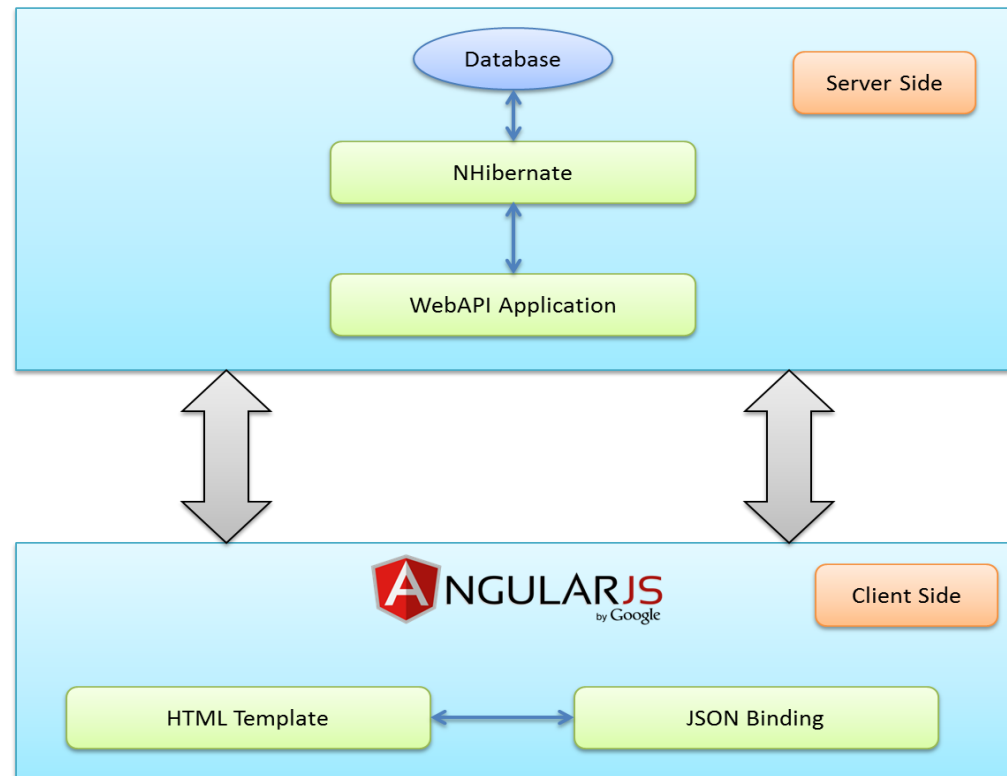 Database
Server Side
NHibernate
WebAPI Application
ANGULARJS
by Google
Client Side
HTML Template
JSON Binding